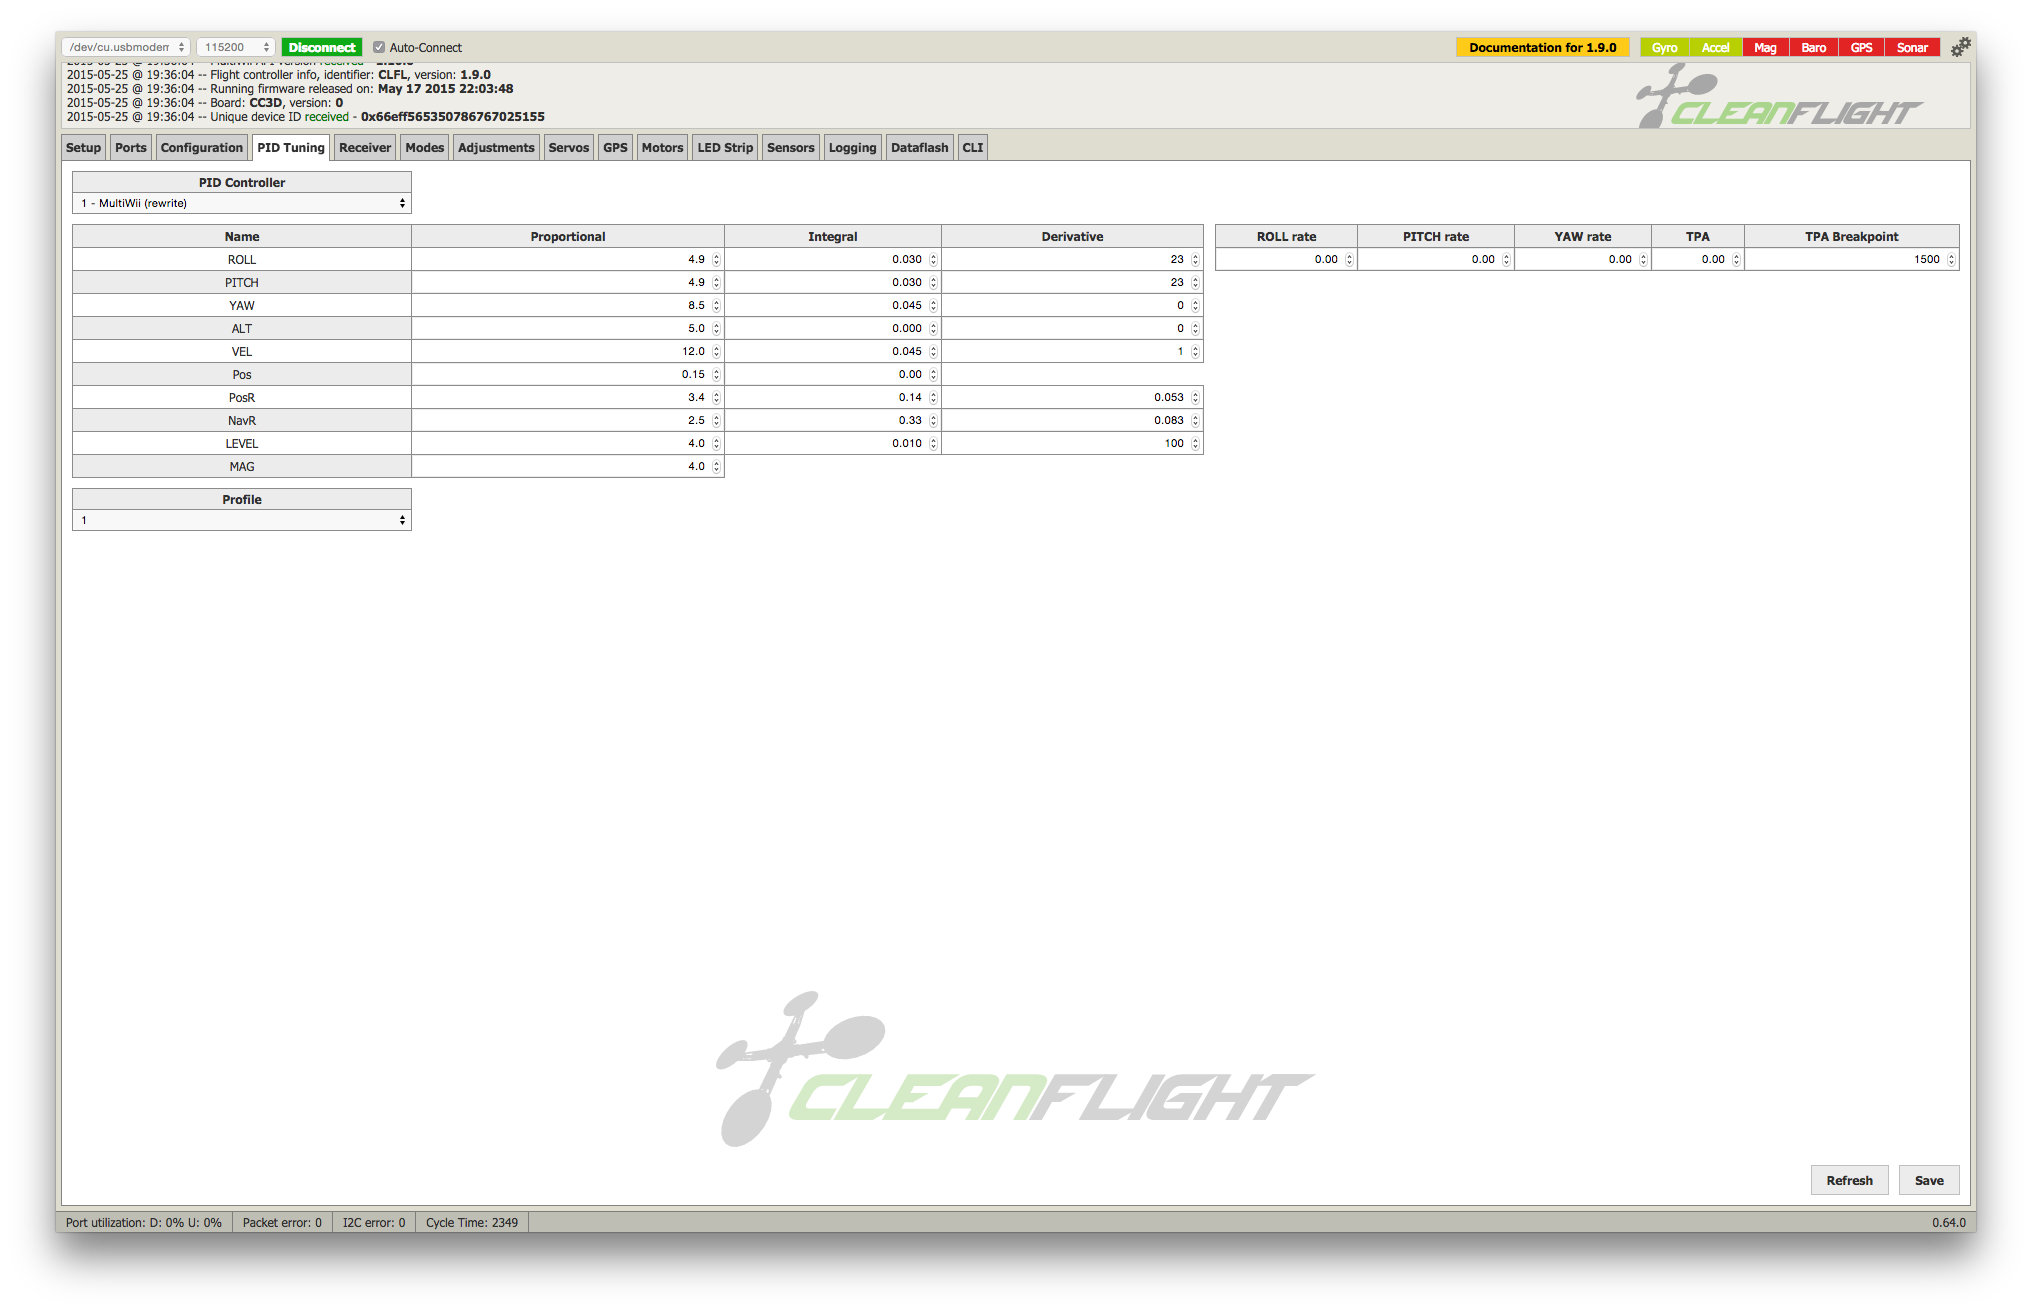 /dev/cu.usbmodem 115200 Disconnect Auto-Connect Documentation for 1.9.0 Gyro Accel Mag Baro GPS Sonar
2015-05-25 @ 19:36:04 -- Flight controller info, identifier: CLFL, version: 1.9.0
2015-05-25 @ 19:36:04 -- Running firmware released on: May 17 2015 22:03:48
2015-05-25 @ 19:36:04 -- Board: CC3D, version: 0
2015-05-25 @ 19:36:04 -- Unique device ID received - 0x66eff565350786767025155
CLEANFLIGHT
Setup Ports Configuration PID Tuning Receiver Modes Adjustments Servos GPS Motors LED Strip Sensors Logging Dataflash CLI
PID Controller
1 - MultiWii (rewrite)
Name Proportional Integral Derivative ROLL rate PITCH rate YAW rate TPA TPA Breakpoint
ROLL 4.9 0.030 23 0.00 0.00 0.00 0.00 1500
PITCH 4.9 0.030 23
YAW 8.5 0.045 0
ALT 5.0 0.000 0
VEL 12.0 0.045 1
Pos 0.15 0.00
PosR 3.4 0.14 0.053
NavR 2.5 0.33 0.083
LEVEL 4.0 0.010 100
MAG 4.0
Profile
1
CLEANFLIGHT
Refresh Save
Port utilization: D: 0% U: 0% Packet error: 0 I2C error: 0 Cycle Time: 2349 0.64.0